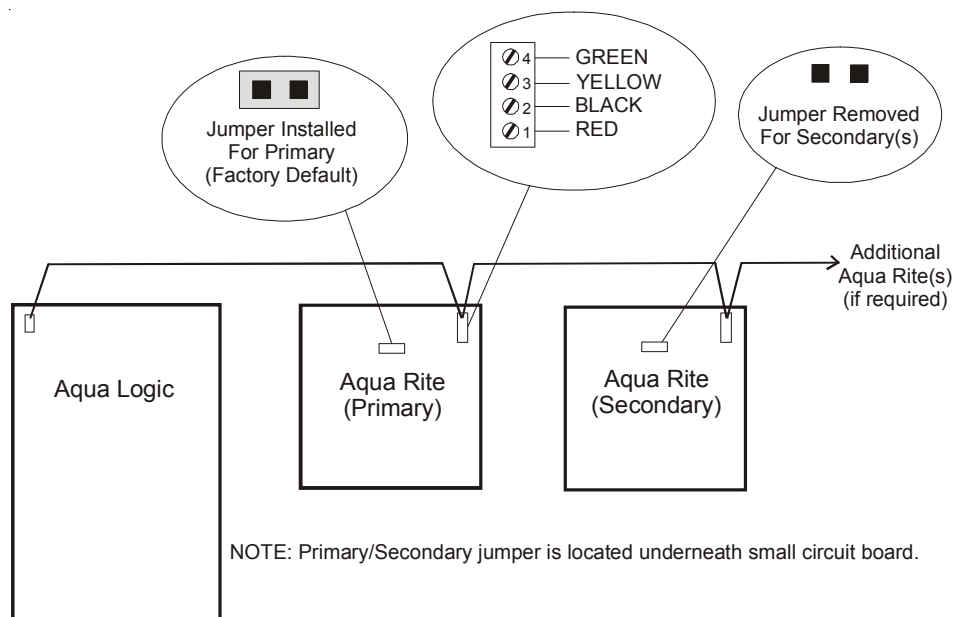 Jumper Installed
For Primary
(Factory Default)
4 GREEN
3 YELLOW
2 BLACK
1 RED
Jumper Removed
For Secondary(s)
Additional
Aqua Rite(s)
(if required)
Aqua Logic
Aqua Rite
(Primary)
Aqua Rite
(Secondary)
NOTE: Primary/Secondary jumper is located underneath small circuit board.